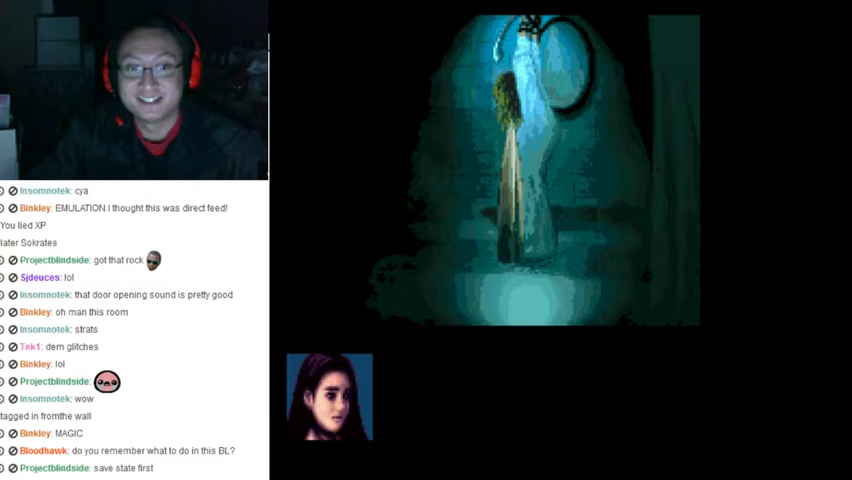 Insomnotek: cya
Binkley: EMULATION I thought this was direct feed!
You lied XP
later Sokrates
Projectblindside: got that rock
Sjdeuces: lol
Insomnotek: that door opening sound is pretty good
Binkley: oh man this room
Insomnotek: strats
Tnk1: dem glitches
Binkley: lol
Projectblindside:
Insomnotek: wow
tagged in fromthe wall
Binkley: MAGIC
Bloodhawk: do you remember what to do in this BL?
Projectblindside: save state first